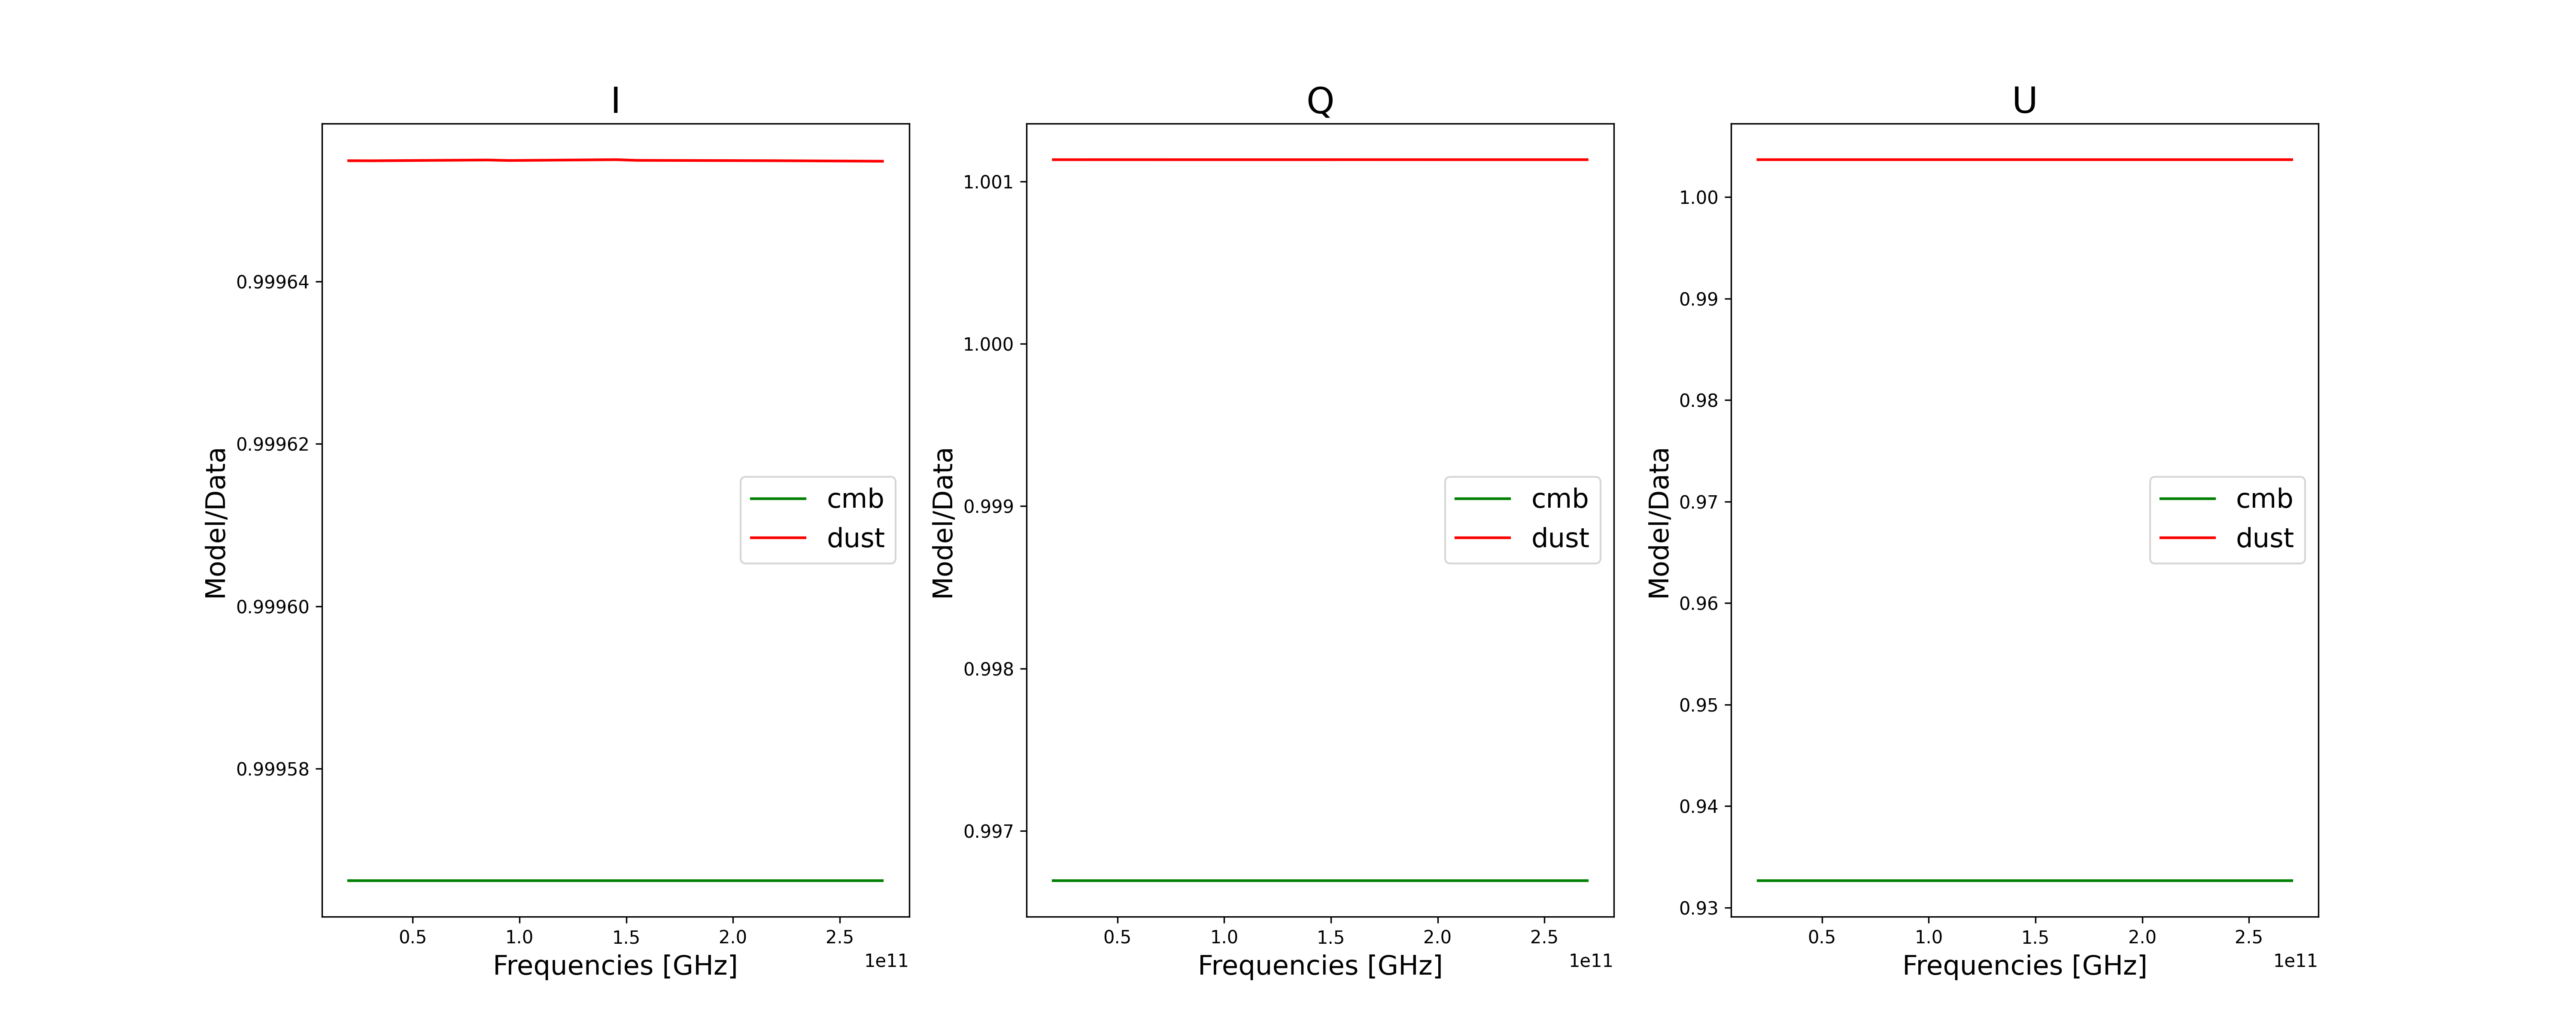 I
Model/Data
0.99964
0.99962
0.99960
0.99958
cmb
dust
0.5 1.0 1.5 2.0 2.5
1e11
Frequencies [GHz]
Q
Model/Data
1.001
1.000
0.999
0.998
0.997
cmb
dust
0.5 1.0 1.5 2.0 2.5
1e11
Frequencies [GHz]
U
Model/Data
1.00
0.99
0.98
0.97
0.96
0.95
0.94
0.93
cmb
dust
0.5 1.0 1.5 2.0 2.5
1e11
Frequencies [GHz]